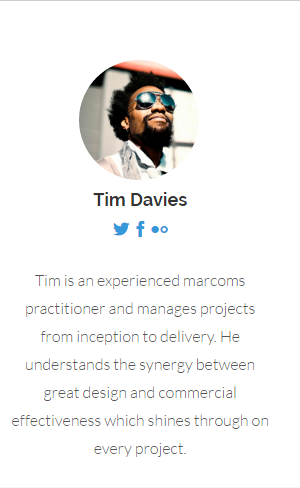 Tim Davies
Tim is an experienced marcoms
practitioner and manages projects
from inception to delivery. He
understands the synergy between
great design and commercial
effectiveness which shines through on
every project.